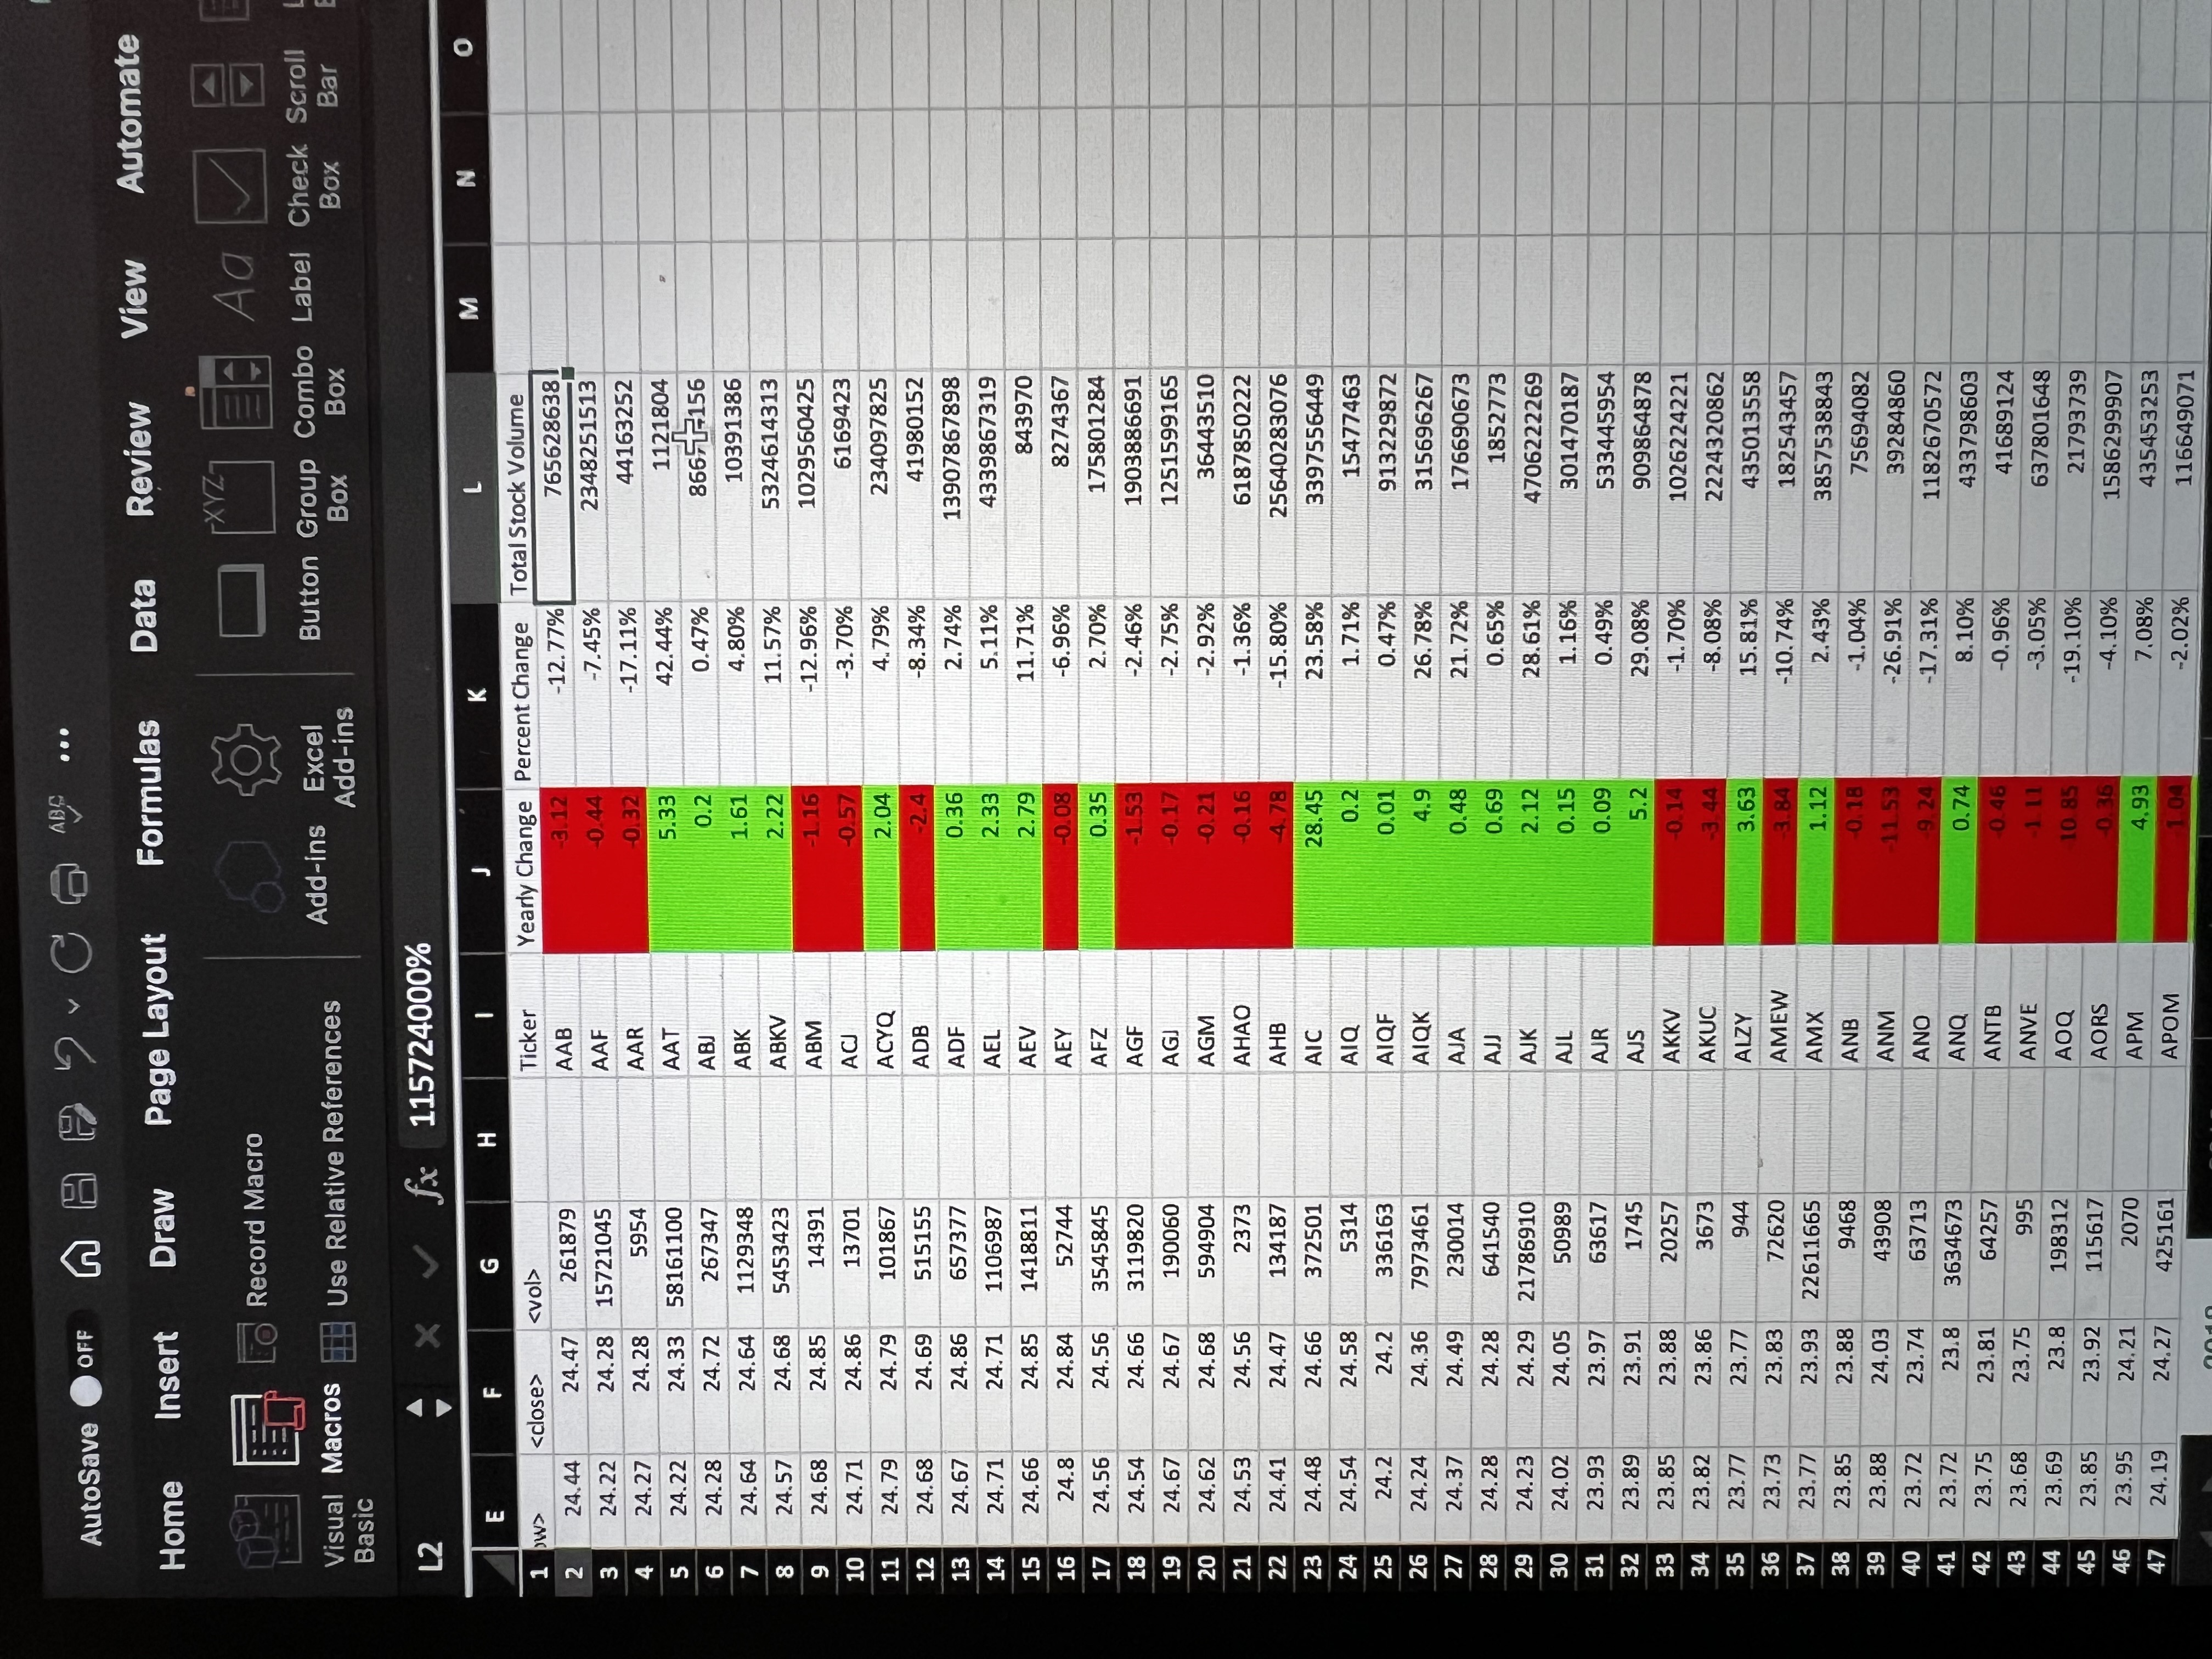 AutoSave OFF ABC
Home Insert Draw Page Layout Formulas Data Review View Automate
Visual Basic Macros Record Macro Use Relative References Add-ins Excel Add-ins Button Group Box XYZ Combo Box Aa Label Check Box Scroll Bar
L2 fx 115724000%
E F G H I J K L M N O
1 ow> <close> <vol> Ticker Yearly Change Percent Change Total Stock Volume
2 24.44 24.47 261879 AAB -3.12 -12.77% 765628638
3 24.22 24.28 15721045 AAF -0.44 -7.45% 2348251513
4 24.27 24.28 5954 AAR -0.32 -17.11% 44163252
5 24.22 24.33 58161100 AAT 5.33 42.44% 1121804
6 24.28 24.72 267347 ABJ 0.2 0.47%
7 24.64 24.64 1129348 ABK 1.61 4.80% 10391386
8 24.57 24.68 5453423 ABKV 2.22 11.57% 5324614313
9 24.68 24.85 14391 ABM -1.16 -12.96% 1029560425
10 24.71 24.86 13701 ACJ -0.57 -3.70% 6169423
11 24.79 24.79 101867 ACYQ 2.04 4.79% 234097825
12 24.68 24.69 515155 ADB -2.4 -8.34% 41980152
13 24.67 24.86 657377 ADF 0.36 2.74% 13907867898
14 24.71 24.71 1106987 AEL 2.33 5.11% 4339867319
15 24.66 24.85 1418811 AEV 2.79 11.71% 843970
16 24.8 24.84 52744 AEY -0.08 -6.96% 8274367
17 24.56 24.56 3545845 AFZ 0.35 2.70% 175801284
18 24.54 24.66 3119820 AGF -1.53 -2.46% 1903886691
19 24.67 24.67 190060 AGJ -0.17 -2.75% 1251599165
20 24.62 24.68 594904 AGM -0.21 -2.92% 36443510
21 24.53 24.56 2373 AHAO -0.16 -1.36% 6187850222
22 24.41 24.47 134187 AHB -4.78 -15.80% 25640283076
23 24.48 24.66 372501 AIC 28.45 23.58% 3397556449
24 24.54 24.58 5314 AIQ 0.2 1.71% 15477463
25 24.2 24.2 336163 AIQF 0.01 0.47% 913229872
26 24.24 24.36 7973461 AIQK 4.9 26.78% 315696267
27 24.37 24.49 230014 AJA 0.48 21.72% 176690673
28 24.28 24.28 641540 AJJ 0.69 0.65% 1852773
29 24.23 24.29 21786910 AJK 2.12 28.61% 4706222269
30 24.02 24.05 50989 AJL 0.15 1.16% 301470187
31 23.93 23.97 63617 AJR 0.09 0.49% 533445954
32 23.89 23.91 1745 AJS 5.2 29.08% 909864878
33 23.85 23.88 20257 AKKV -0.14 -1.70% 1026224221
34 23.82 23.86 3673 AKUC -3.44 -8.08% 2224320862
35 23.77 23.77 944 ALZY 3.63 15.81% 435013558
36 23.73 23.83 72620 AMEW -3.84 -10.74% 182543457
37 23.77 23.93 22611665 AMX 1.12 2.43% 3857538843
38 23.85 23.88 9468 ANB -0.18 -1.04% 75694082
39 23.88 24.03 43908 ANM -11.53 -26.91% 39284860
40 23.72 23.74 63713 ANO -9.24 -17.31% 1182670572
41 23.72 23.8 3634673 ANQ 0.74 8.10% 433798603
42 23.75 23.81 64257 ANTB -0.46 -0.96% 41689124
43 23.68 23.75 995 ANVE -1.11 -3.05% 637801648
44 23.69 23.8 198312 AOQ -10.85 -19.10% 21793739
45 23.85 23.92 115617 AORS -0.36 -4.10% 1586299907
46 23.95 24.21 2070 APM 4.93 7.08% 435453253
47 24.19 24.27 425161 APOM -1.04 -2.02% 116649071